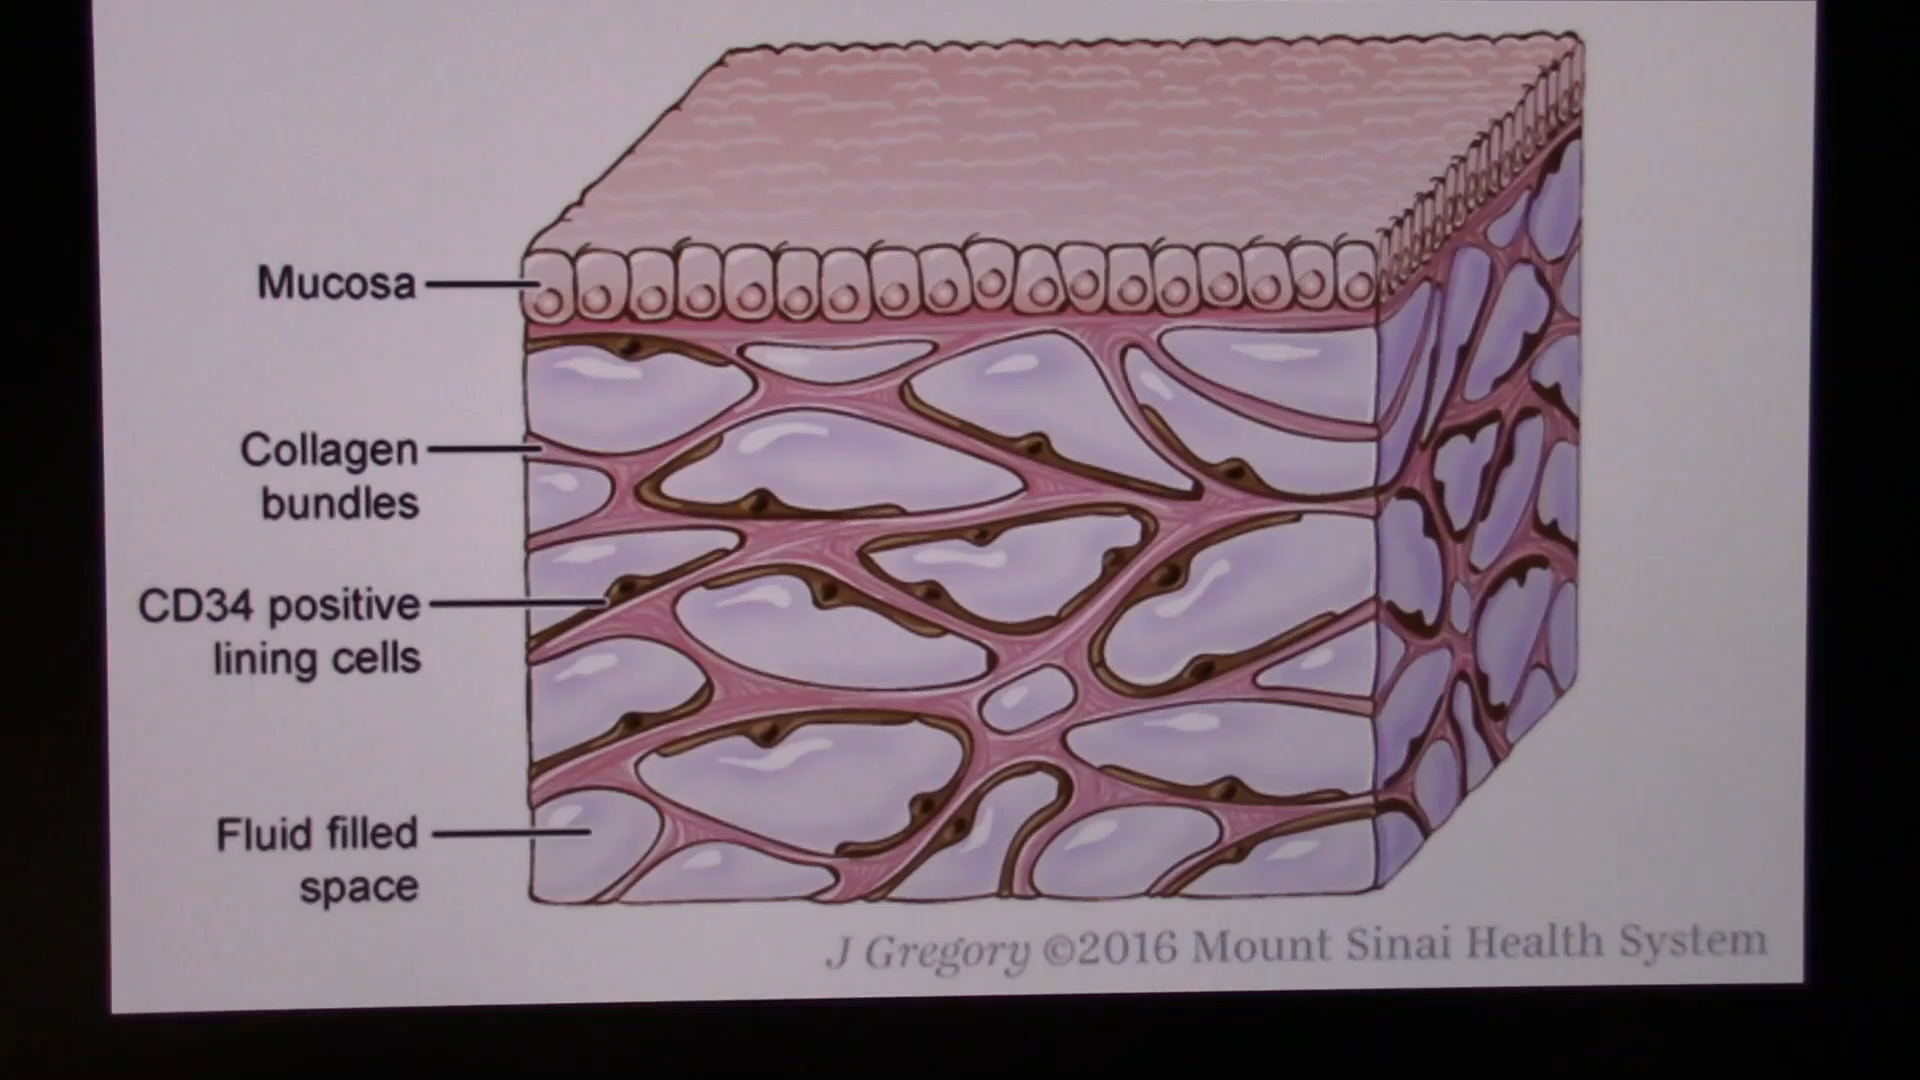 Mucosa
Collagen
bundles
CD34 positive
lining cells
Fluid filled
space
J Gregory ©2016 Mount Sinai Health System